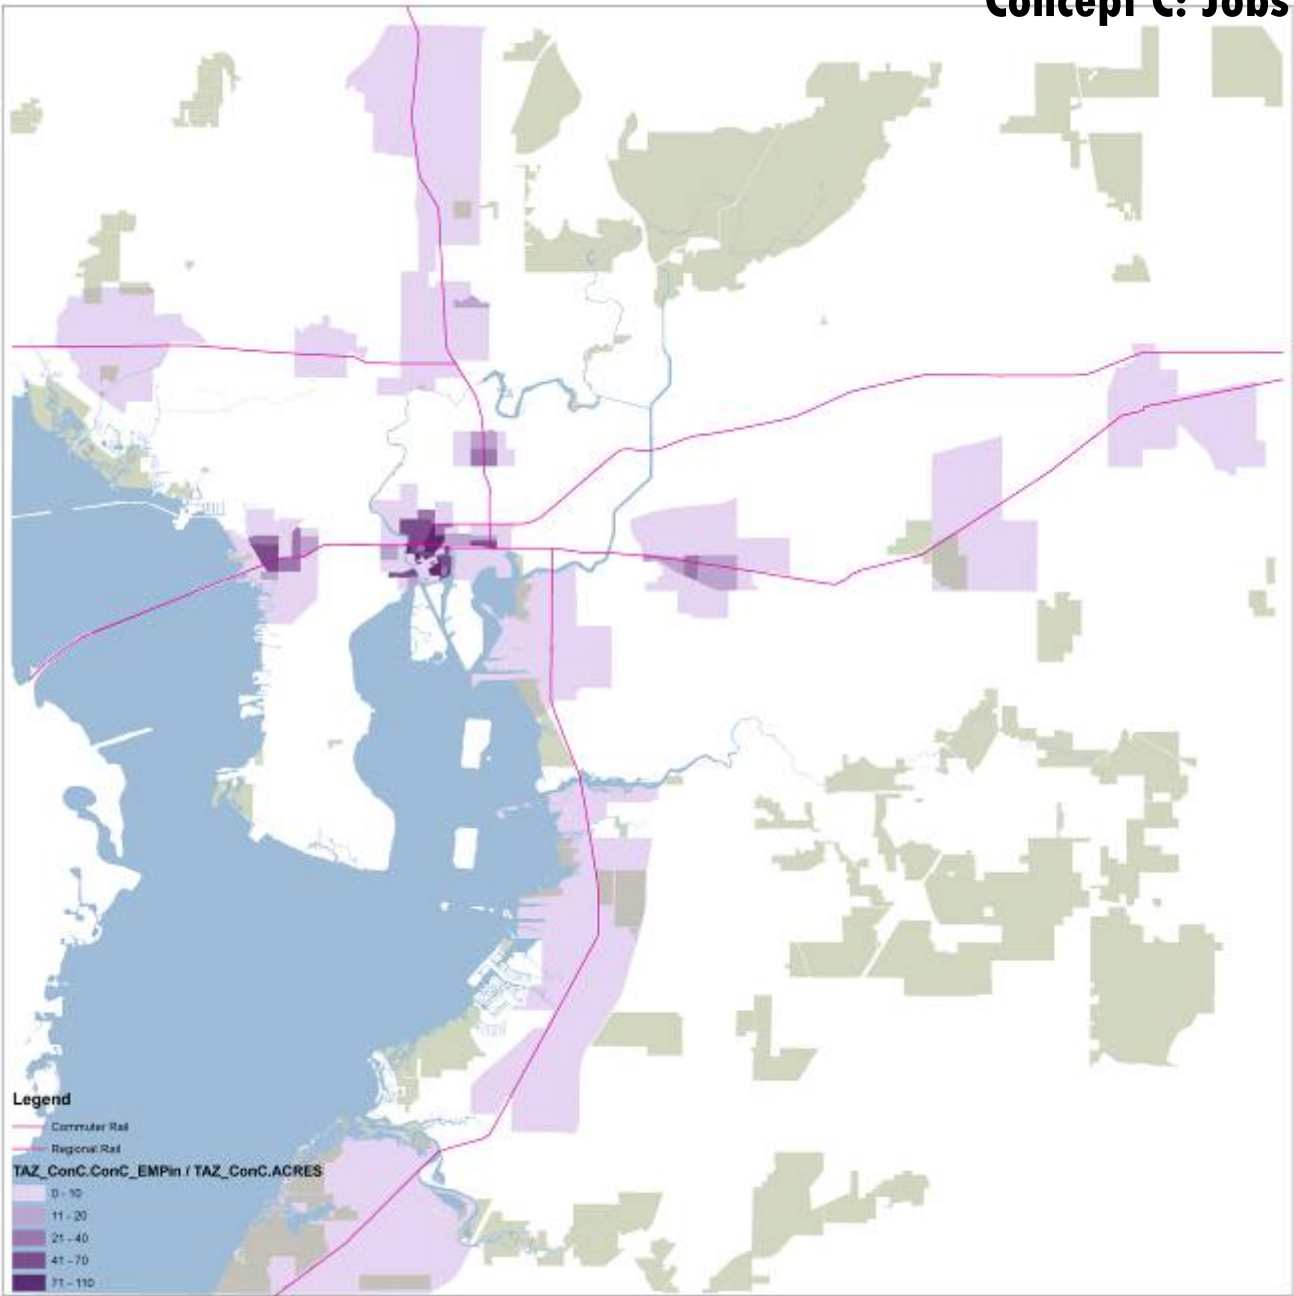 Concept C: Jobs
Legend
Commuter Rail
Regional Rail
TAZ_ConC.ConC_EMPin / TAZ_ConC.ACRES
0 - 10
11 - 20
21 - 40
41 - 70
71 - 110